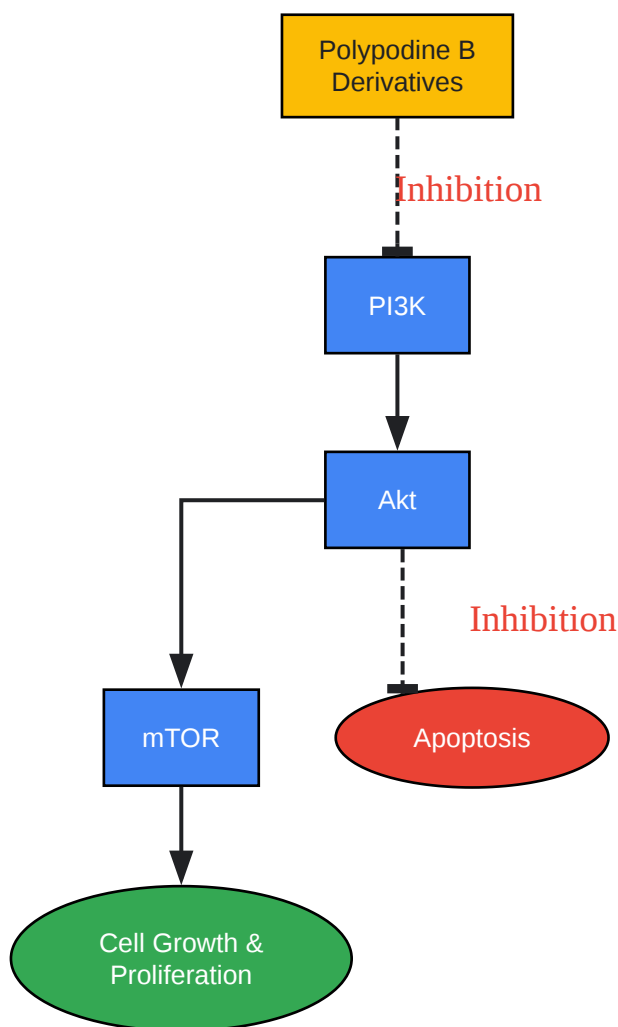 Polypodine B
Derivatives
Inhibition
PI3K
Akt
Inhibition
mTOR
Apoptosis
Cell Growth &
Proliferation